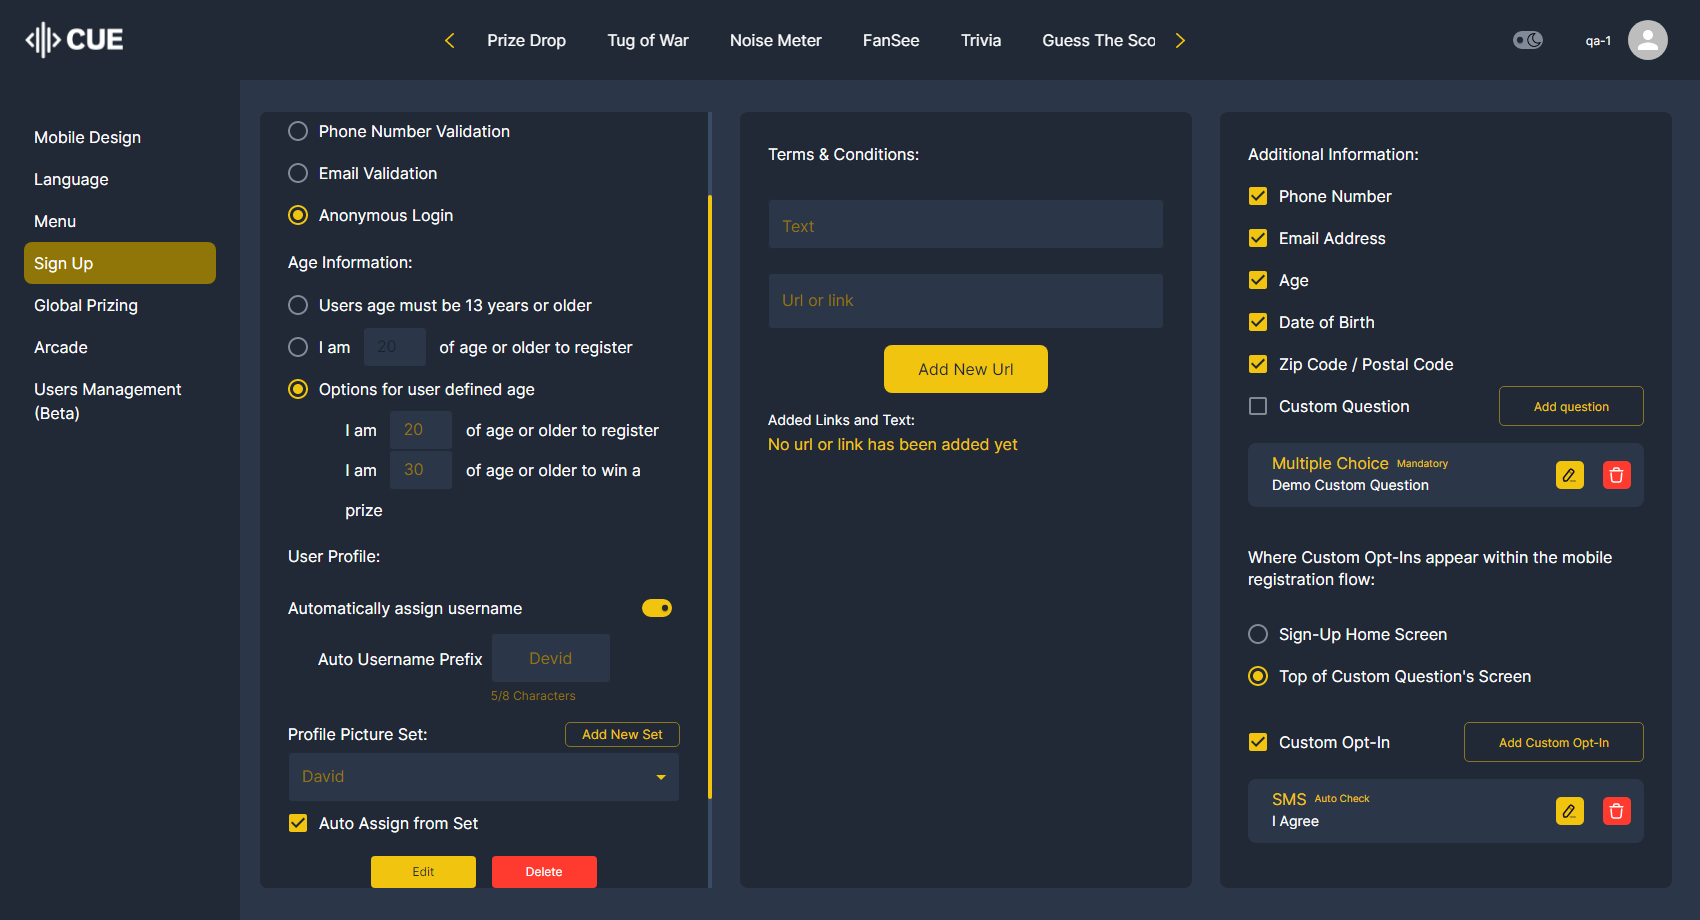 CUE
Prize Drop
Tug of War
Noise Meter
FanSee
Trivia
Guess The Sco
qa-1
Mobile Design
Language
Menu
Sign Up
Global Prizing
Arcade
Users Management
(Beta)
Phone Number Validation
Email Validation
Anonymous Login
Age Information:
Users age must be 13 years or older
I am 20 of age or older to register
Options for user defined age
I am 20 of age or older to register
I am 30 of age or older to win a
prize
User Profile:
Automatically assign username
Auto Username Prefix Devid
5/8 Characters
Profile Picture Set: Add New Set
David
Auto Assign from Set
Edit Delete
Terms & Conditions:
Text
Url or link
Add New Url
Added Links and Text:
No url or link has been added yet
Additional Information:
Phone Number
Email Address
Age
Date of Birth
Zip Code / Postal Code
Custom Question Add question
Multiple Choice Mandatory
Demo Custom Question
Where Custom Opt-Ins appear within the mobile
registration flow:
Sign-Up Home Screen
Top of Custom Question's Screen
Custom Opt-In Add Custom Opt-In
SMS Auto Check
I Agree